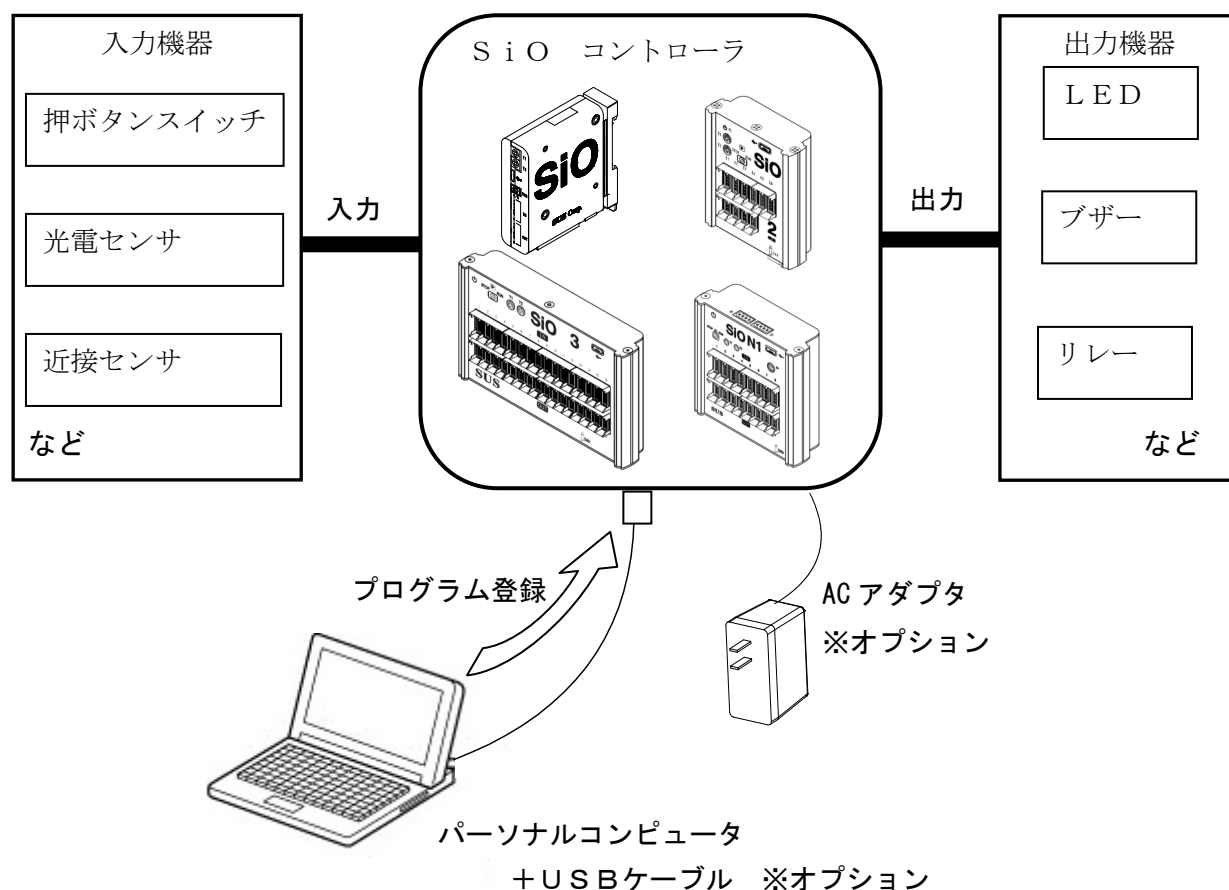 入力機器
押ボタンスイッチ
光電センサ
近接センサ
など
入力
ＳｉＯ　コントローラ
SiO
SiO
2
SiO 3
SUS
SiO N1
SUS
出力
出力機器
ＬＥＤ
ブザー
リレー
など
プログラム登録
AC アダプタ
※オプション
パーソナルコンピュータ
＋ＵＳＢケーブル　※オプション